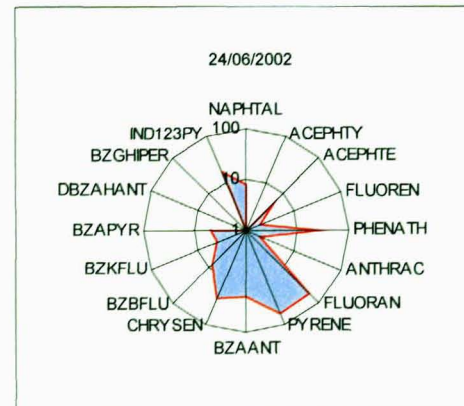 24/06/2002
NAPHTAL
100
IND123PY
ACEPHTY
BZGHIPER
ACEPHTE
10
DBZAHANT
FLUOREN
BZAPYR
1
PHENATH
BZKFLU
ANTHRAC
BZBFLU
FLUORAN
CHRYSEN
PYRENE
BZAANT